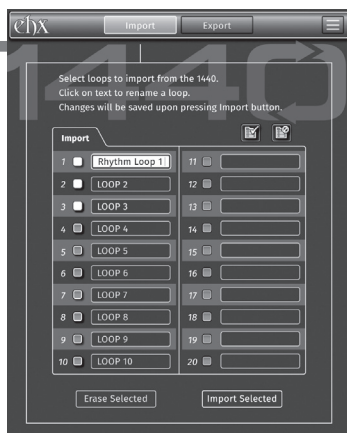 ehx Import Export
1440
Select loops to import from the 1440.
Click on text to rename a loop.
Changes will be saved upon pressing Import button.
Import
1 Rhythm Loop 1
2 LOOP 2
3 LOOP 3
4 LOOP 4
5 LOOP 5
6 LOOP 6
7 LOOP 7
8 LOOP 8
9 LOOP 9
10 LOOP 10
11
12
13
14
15
16
17
18
19
20
Erase Selected Import Selected